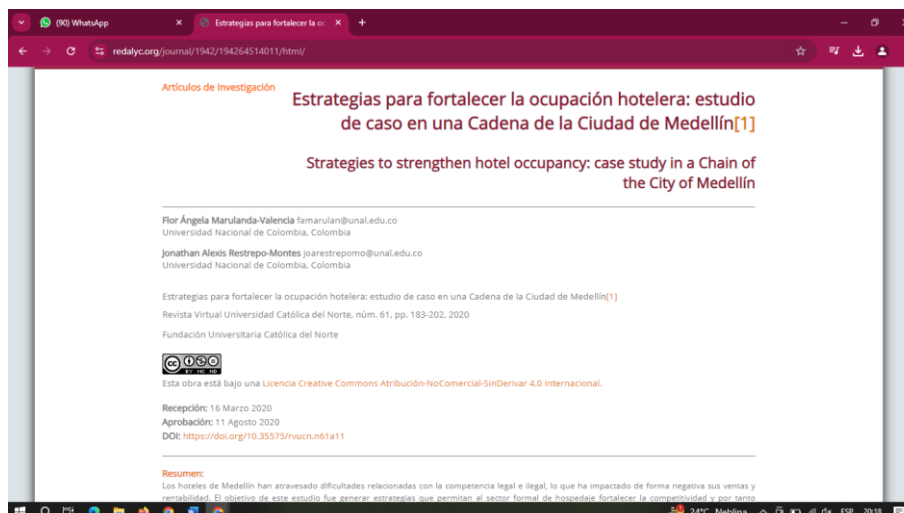 (90) WhatsApp
Estrategias para fortalecer la oc
redalyc.org/journal/1942/194264514011/html/
Artículos de Investigación
Estrategias para fortalecer la ocupación hotelera: estudio
de caso en una Cadena de la Ciudad de Medellín[1]
Strategies to strengthen hotel occupancy: case study in a Chain of
the City of Medellín
Flor Ángela Marulanda-Valencia famarulan@unal.edu.co
Universidad Nacional de Colombia, Colombia
Jonathan Alexis Restrepo-Montes joarestrepomo@unal.edu.co
Universidad Nacional de Colombia, Colombia
Estrategias para fortalecer la ocupación hotelera: estudio de caso en una Cadena de la Ciudad de Medellín[1]
Revista Virtual Universidad Católica del Norte, núm. 61, pp. 183-202, 2020
Fundación Universitaria Católica del Norte
cc
BY NC ND
Esta obra está bajo una Licencia Creative Commons Atribución-NoComercial-SinDerivar 4.0 Internacional.
Recepción: 16 Marzo 2020
Aprobación: 11 Agosto 2020
DOI: https://doi.org/10.35575/rvucn.n61a11
Resumen:
Los hoteles de Medellín han atravesado dificultades relacionadas con la competencia legal e ilegal, lo que ha impactado de forma negativa sus ventas y
rentabilidad. El objetivo de este estudio fue generar estrategias que permitan al sector formal de hospedaje fortalecer la competitividad y por tanto
24°C Neblina ESP 20:18